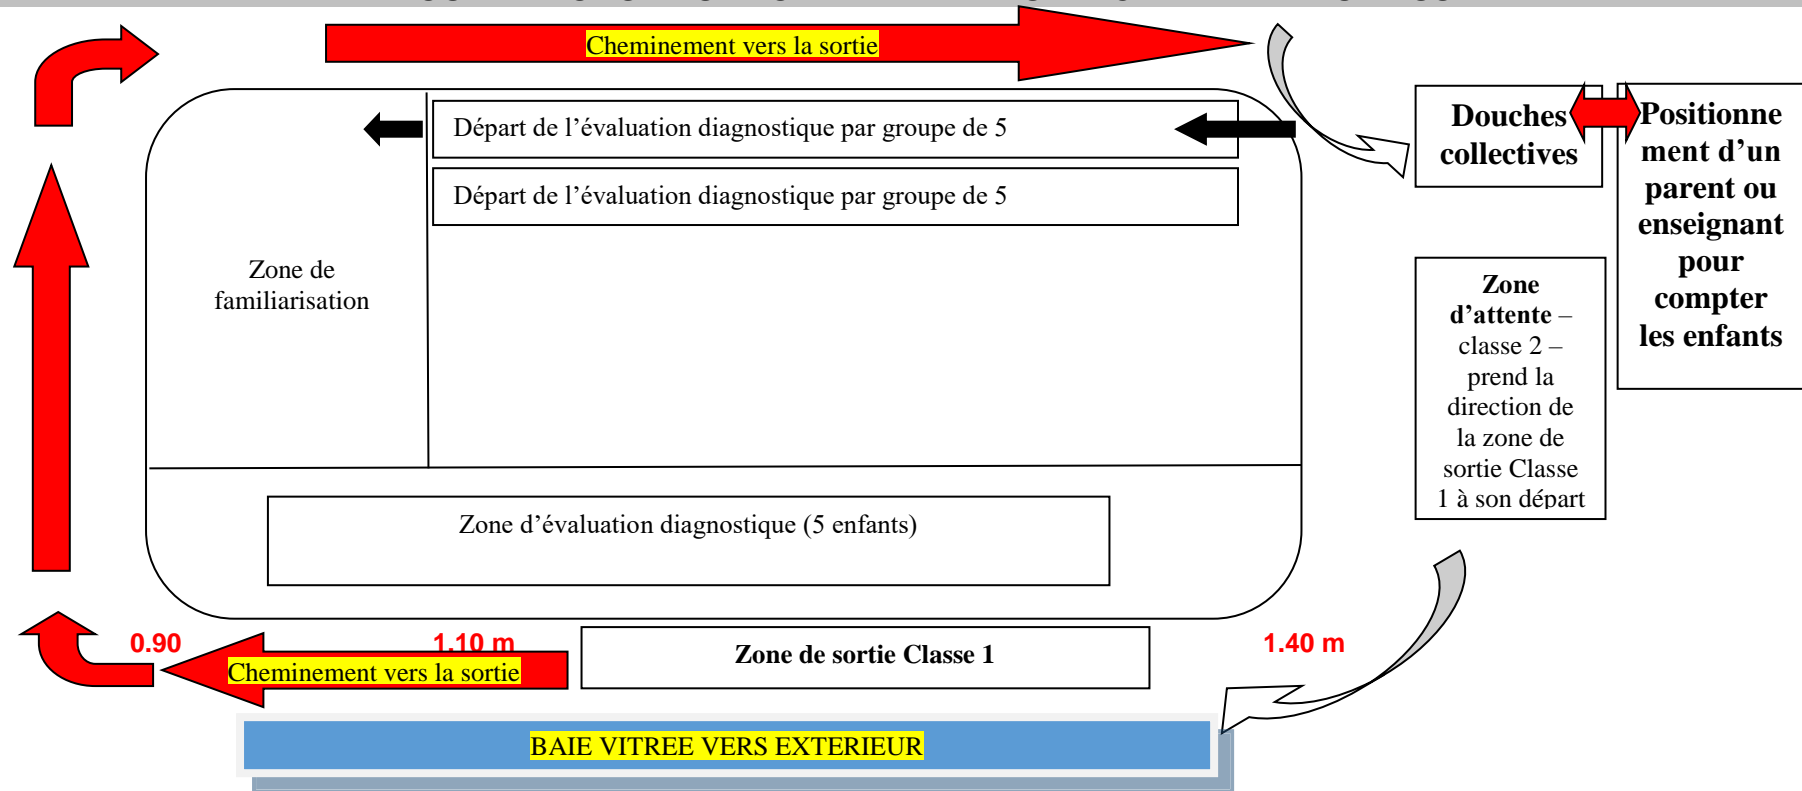 Cheminement vers la sortie
Départ de l’évaluation diagnostique par groupe de 5
Départ de l’évaluation diagnostique par groupe de 5
Zone de
familiarisation
Zone d’évaluation diagnostique (5 enfants)
Douches
collectives
Positionne
ment d’un
parent ou
enseignant
pour
compter
les enfants
Zone
d’attente –
classe 2 –
prend la
direction de
la zone de
sortie Classe
1 à son départ
0.90
1.10 m
1.40 m
Cheminement vers la sortie
Zone de sortie Classe 1
BAIE VITREE VERS EXTERIEUR